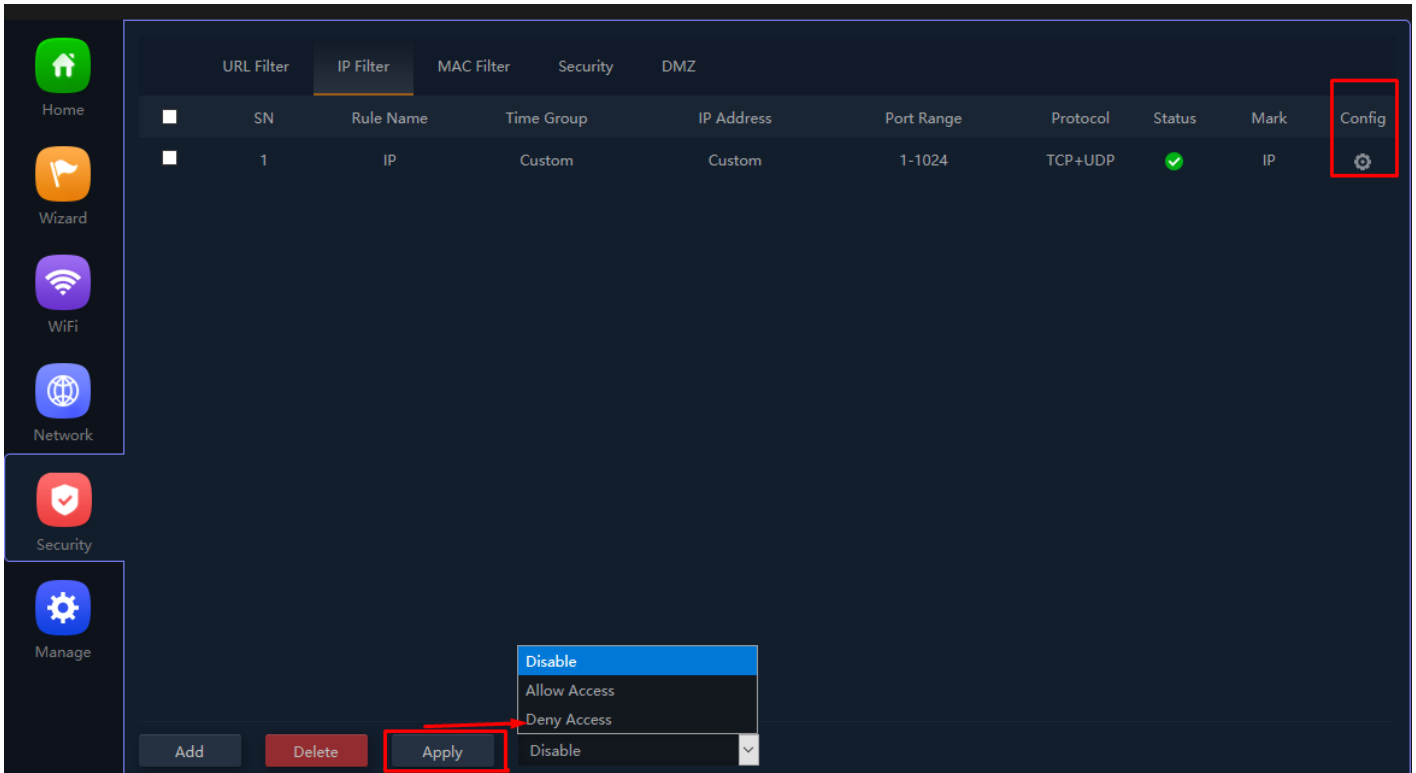 Home
Wizard
WiFi
Network
Security
Manage
URL Filter IP Filter MAC Filter Security DMZ
SN Rule Name Time Group IP Address Port Range Protocol Status Mark Config
1 IP Custom Custom 1-1024 TCP+UDP IP
Disable
Allow Access
Deny Access
Add Delete Apply Disable